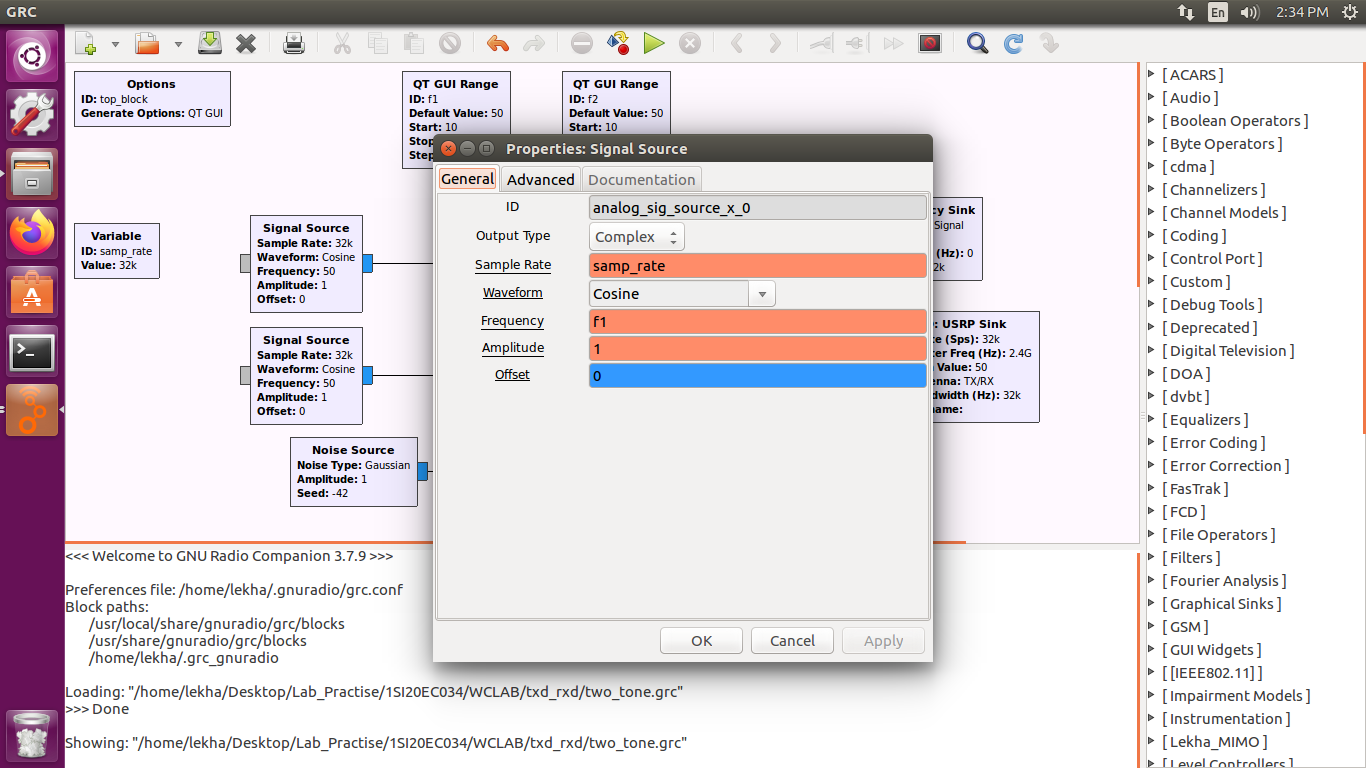 GRC
En
2:34 PM
Options
ID: top_block
Generate Options: QT GUI
QT GUI Range
ID: f1
Default Value: 50
Start: 10
Stop
Step
QT GUI Range
ID: f2
Default Value: 50
Start: 10
Variable
ID: samp_rate
Value: 32k
Signal Source
Sample Rate: 32k
Waveform: Cosine
Frequency: 50
Amplitude: 1
Offset: 0
Signal Source
Sample Rate: 32k
Waveform: Cosine
Frequency: 50
Amplitude: 1
Offset: 0
Noise Source
Noise Type: Gaussian
Amplitude: 1
Seed: -42
Properties: Signal Source
General
Advanced
Documentation
ID
analog_sig_source_x_0
Output Type
Complex
Sample Rate
samp_rate
Waveform
Cosine
Frequency
f1
Amplitude
1
Offset
0
OK
Cancel
Apply
cy Sink
Signal
(Hz): 0
2k
: USRP Sink
te (Sps): 32k
ter Freq (Hz): 2.4G
n Value: 50
enna: TX/RX
dwidth (Hz): 32k
name:
[ ACARS ]
[ Audio ]
[ Boolean Operators ]
[ Byte Operators ]
[ cdma ]
[ Channelizers ]
[ Channel Models ]
[ Coding ]
[ Control Port ]
[ Custom ]
[ Debug Tools ]
[ Deprecated ]
[ Digital Television ]
[ DOA ]
[ dvbt ]
[ Equalizers ]
[ Error Coding ]
[ Error Correction ]
[ FasTrak ]
[ FCD ]
[ File Operators ]
[ Filters ]
[ Fourier Analysis ]
[ Graphical Sinks ]
[ GSM ]
[ GUI Widgets ]
[ [IEEE802.11] ]
[ Impairment Models ]
[ Instrumentation ]
[ Lekha_MIMO ]
[ Level Controllers ]
<<< Welcome to GNU Radio Companion 3.7.9 >>>
Preferences file: /home/lekha/.gnuradio/grc.conf
Block paths:
/usr/local/share/gnuradio/grc/blocks
/usr/share/gnuradio/grc/blocks
/home/lekha/.grc_gnuradio
Loading: "/home/lekha/Desktop/Lab_Practise/1SI20EC034/WCLAB/txd_rxd/two_tone.grc"
>>> Done
Showing: "/home/lekha/Desktop/Lab_Practise/1SI20EC034/WCLAB/txd_rxd/two_tone.grc"